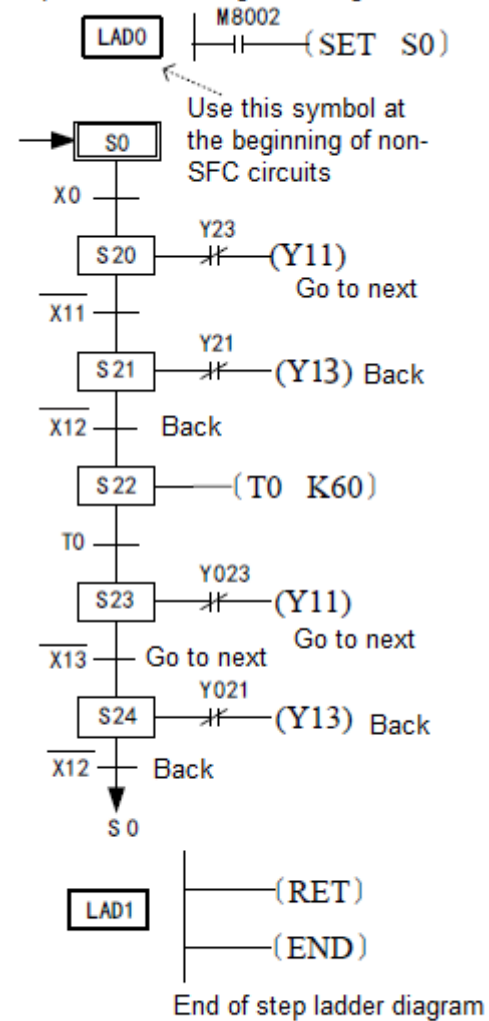 M8002
LAD0 (SET S0)
Use this symbol at
the beginning of non-
SFC circuits
S0
X0
Y23
S20 (Y11)
Go to next
X11
Y21
S21 (Y13) Back
X12 Back
S22 (T0 K60)
T0
Y023
S23 (Y11)
Go to next
X13 Go to next
Y021
S24 (Y13) Back
X12 Back
S0
(RET)
LAD1
(END)
End of step ladder diagram